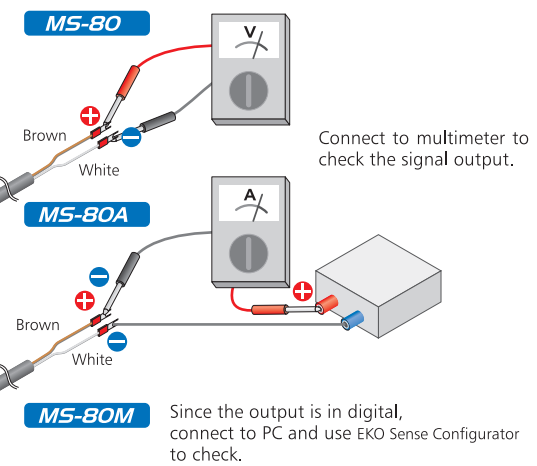 MS-80
V
+
−
Brown
White
Connect to multimeter to
check the signal output.
MS-80A
A
−
+
+
Brown
−
White
MS-80M
Since the output is in digital,
connect to PC and use EKO Sense Configurator
to check.